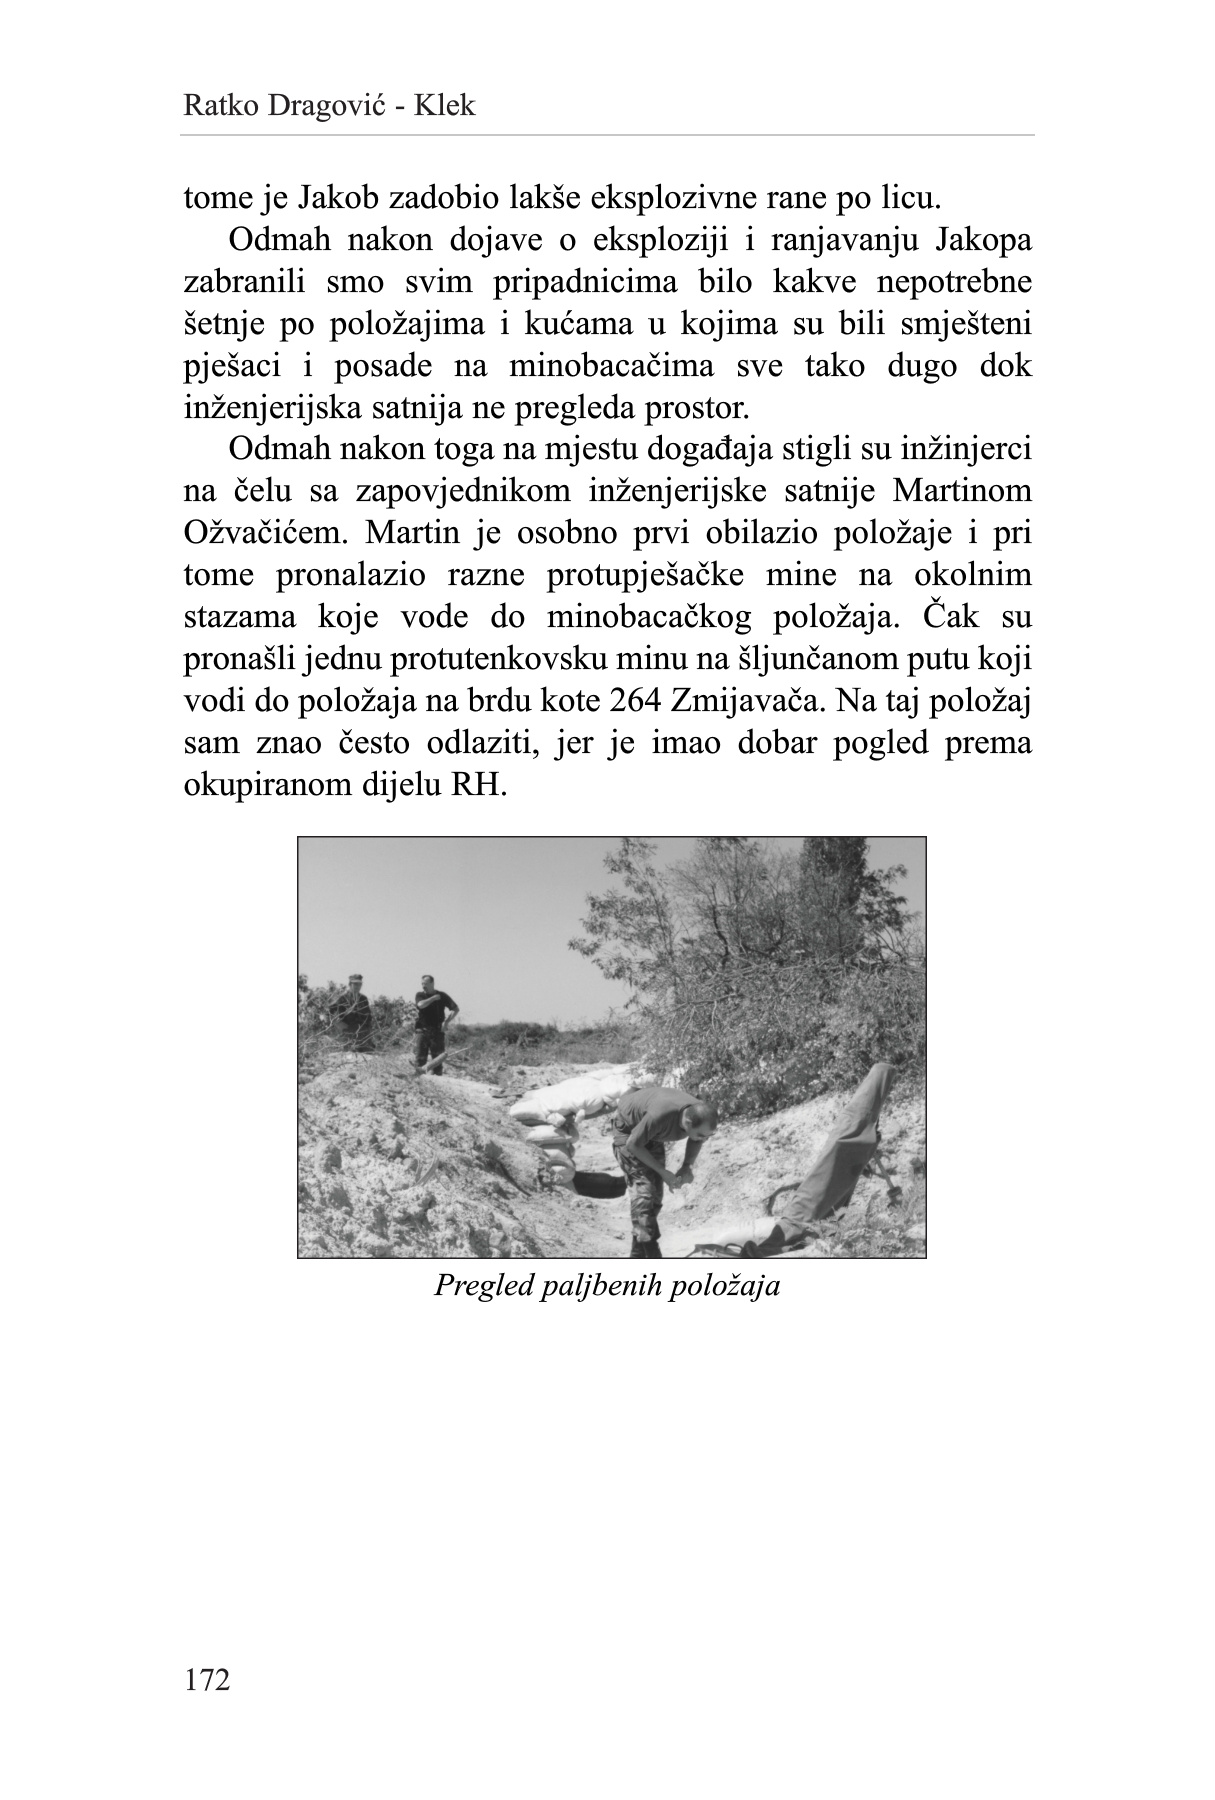 Ratko Dragović - Klek
tome je Jakob zadobio lakše eksplozivne rane po licu.
Odmah nakon dojave o eksploziji i ranjavanju Jakopa
zabranili smo svim pripadnicima bilo kakve nepotrebne
šetnje po položajima i kućama u kojima su bili smješteni
pješaci i posade na minobacačima sve tako dugo dok
inženjerijska satnija ne pregleda prostor.
Odmah nakon toga na mjestu događaja stigli su inžinjerci
na čelu sa zapovjednikom inženjerijske satnije Martinom
Ožvačićem. Martin je osobno prvi obilazio položaje i pri
tome pronalazio razne protupješačke mine na okolnim
stazama koje vode do minobacačkog položaja. Čak su
pronašli jednu protutenkovsku minu na šljunčanom putu koji
vodi do položaja na brdu kote 264 Zmijavača. Na taj položaj
sam znao često odlaziti, jer je imao dobar pogled prema
okupiranom dijelu RH.
Pregled paljbenih položaja
172